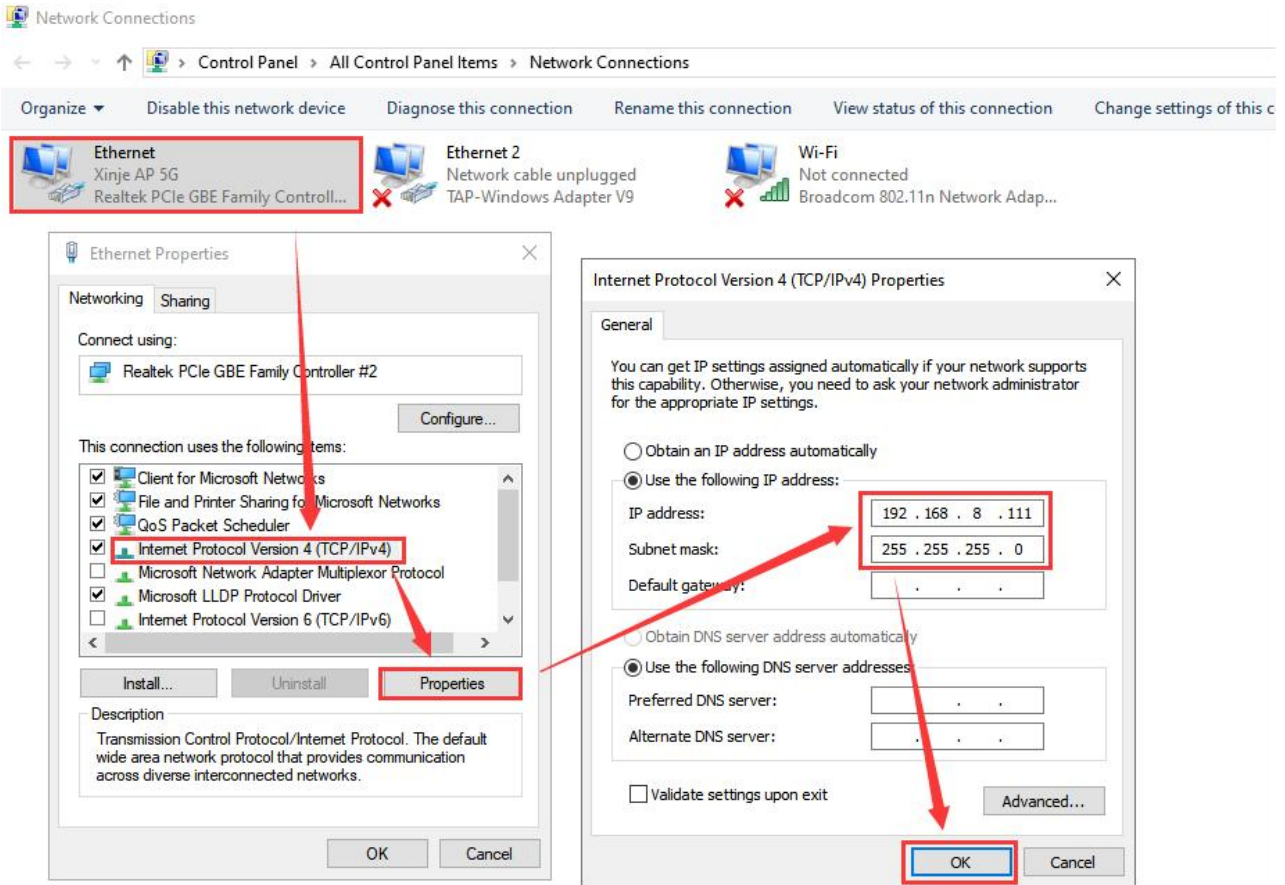 Network Connections
Control Panel > All Control Panel Items > Network Connections
Organize Disable this network device Diagnose this connection Rename this connection View status of this connection Change settings of this c
Ethernet
Xinje AP 5G
Realtek PCIe GBE Family Controll...
Ethernet 2
Network cable unplugged
TAP-Windows Adapter V9
Wi-Fi
Not connected
Broadcom 802.11n Network Adap...
Ethernet Properties
Networking Sharing
Connect using:
Realtek PCIe GBE Family Controller #2
Configure...
This connection uses the following items:
Client for Microsoft Networks
File and Printer Sharing for Microsoft Networks
QoS Packet Scheduler
Internet Protocol Version 4 (TCP/IPv4)
Microsoft Network Adapter Multiplexor Protocol
Microsoft LLDP Protocol Driver
Internet Protocol Version 6 (TCP/IPv6)
Install... Uninstall Properties
Description
Transmission Control Protocol/Internet Protocol. The default
wide area network protocol that provides communication
across diverse interconnected networks.
OK Cancel
Internet Protocol Version 4 (TCP/IPv4) Properties
General
You can get IP settings assigned automatically if your network supports
this capability. Otherwise, you need to ask your network administrator
for the appropriate IP settings.
Obtain an IP address automatically
Use the following IP address:
IP address: 192 . 168 . 8 . 111
Subnet mask: 255 . 255 . 255 . 0
Default gateway: . . .
Obtain DNS server address automatically
Use the following DNS server addresses:
Preferred DNS server: . . .
Alternate DNS server: . . .
Validate settings upon exit
Advanced...
OK Cancel